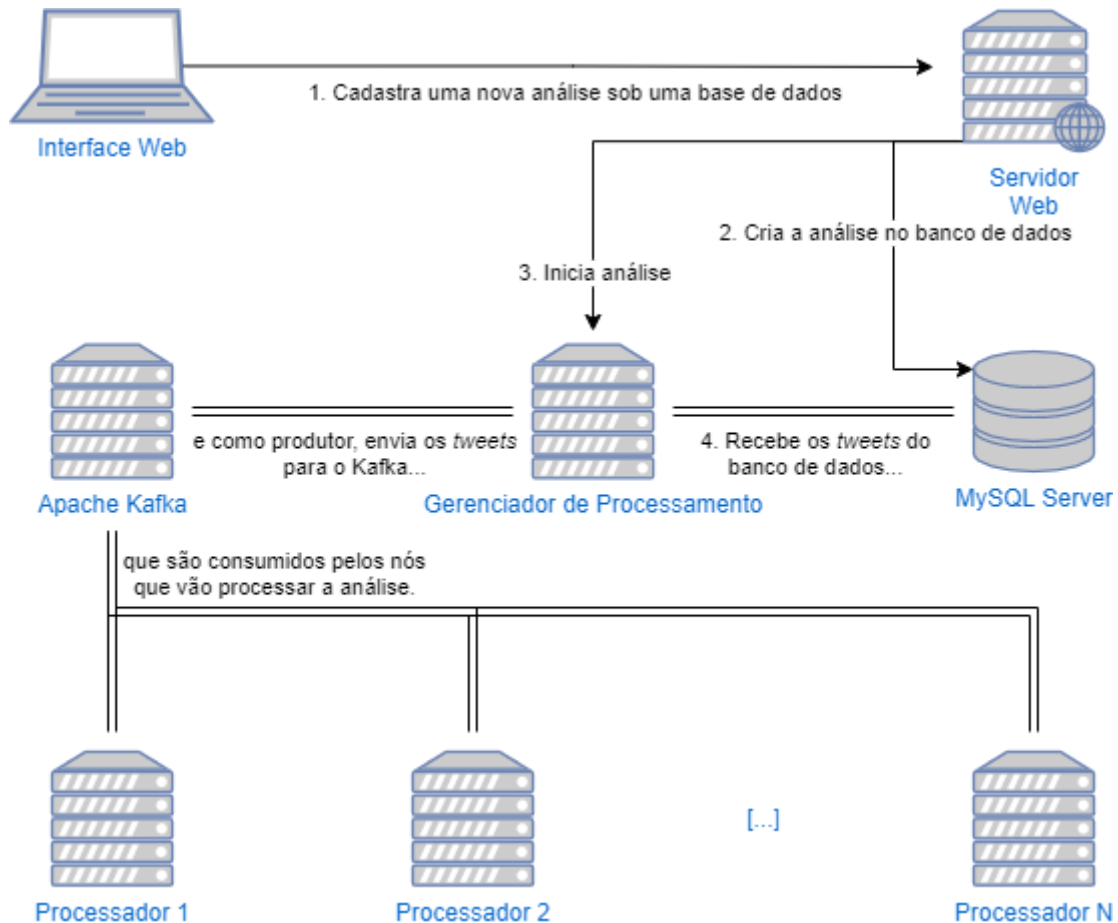 1. Cadastra uma nova análise sob uma base de dados
Interface Web
Servidor
Web
2. Cria a análise no banco de dados
3. Inicia análise
e como produtor, envia os tweets
para o Kafka...
4. Recebe os tweets do
banco de dados...
Apache Kafka
Gerenciador de Processamento
MySQL Server
que são consumidos pelos nós
que vão processar a análise.
[...]
Processador 1
Processador 2
Processador N